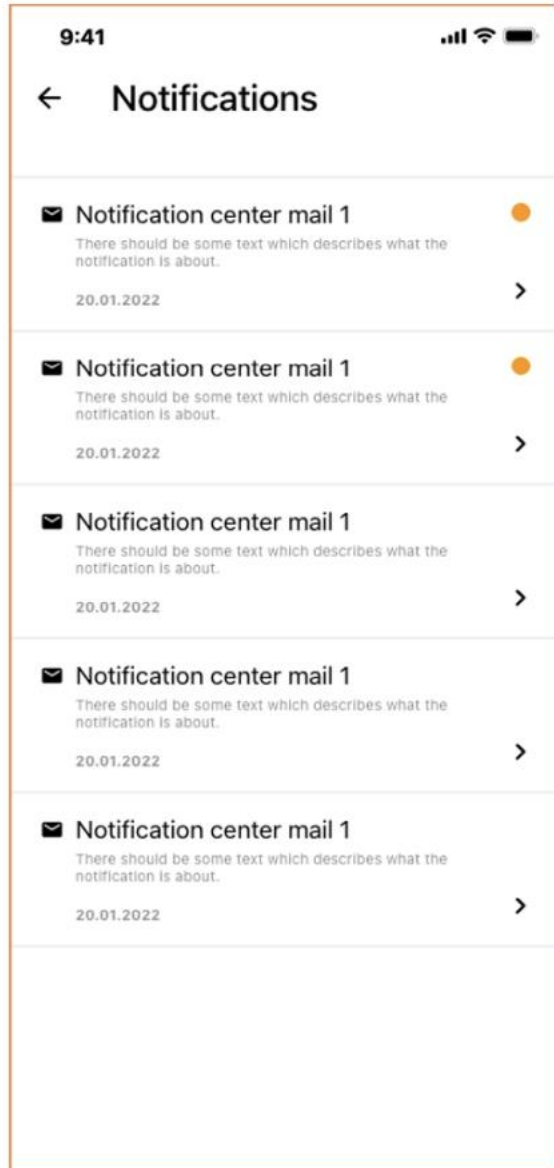 9:41
Notifications
Notification center mail 1
There should be some text which describes what the
notification is about.
20.01.2022
Notification center mail 1
There should be some text which describes what the
notification is about.
20.01.2022
Notification center mail 1
There should be some text which describes what the
notification is about.
20.01.2022
Notification center mail 1
There should be some text which describes what the
notification is about.
20.01.2022
Notification center mail 1
There should be some text which describes what the
notification is about.
20.01.2022